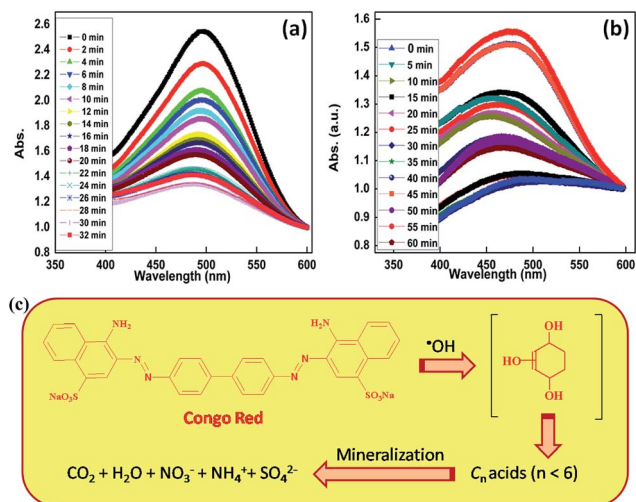 (a)
2.6
2.4
2.2
2.0
1.8
1.6
1.4
1.2
1.0
Abs.
0 min
2 min
4 min
6 min
8 min
10 min
12 min
14 min
16 min
18 min
20 min
22 min
24 min
26 min
28 min
30 min
32 min
350 400 450 500 550 600
Wavelength (nm)
(b)
1.5
1.4
1.3
1.2
1.1
1.0
0.9
0.8
Abs. (a.u.)
0 min
5 min
10 min
15 min
20 min
25 min
30 min
35 min
40 min
45 min
50 min
55 min
60 min
350 400 450 500 550 600
Wavelength (nm)
(c)
NH₂
N
N
NaO₃S
N
N
NH₂
SO₃Na
Congo Red
•OH
OH
HO
OH
CO₂ + H₂O + NO₃⁻ + NH₄⁺ + SO₄²⁻
Mineralization
Cₙ acids (n < 6)